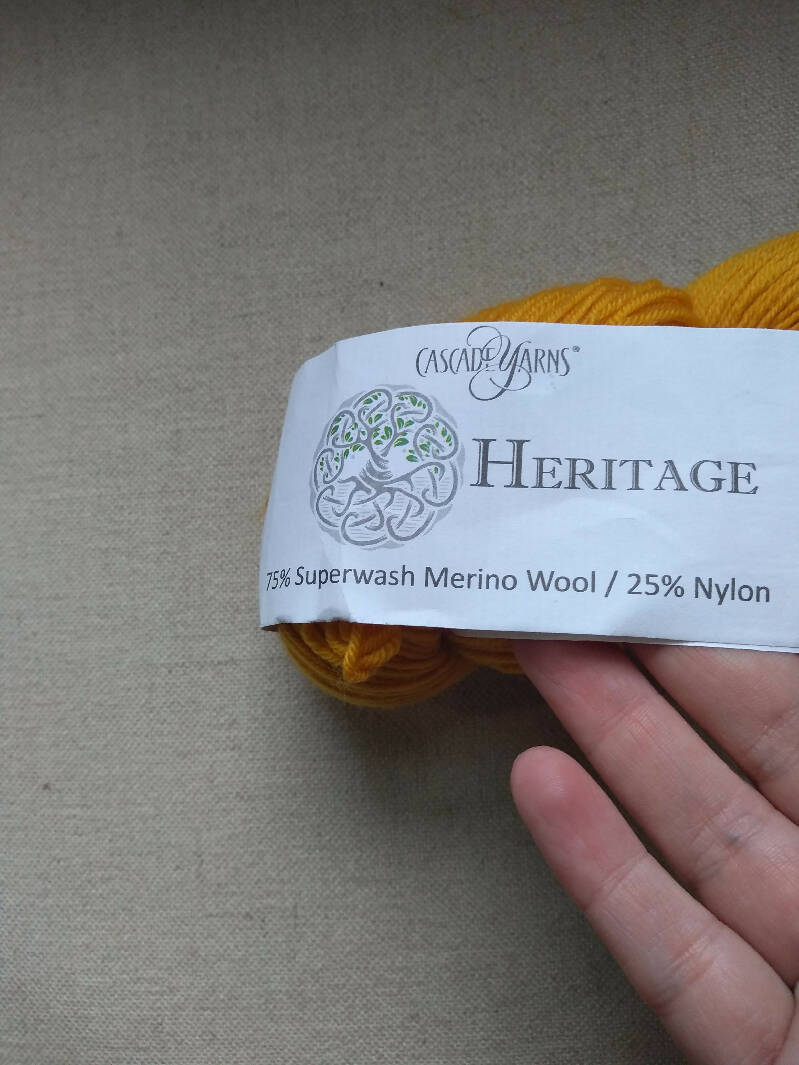 CASCADE YARNS®
HERITAGE
75% Superwash Merino Wool / 25% Nylon